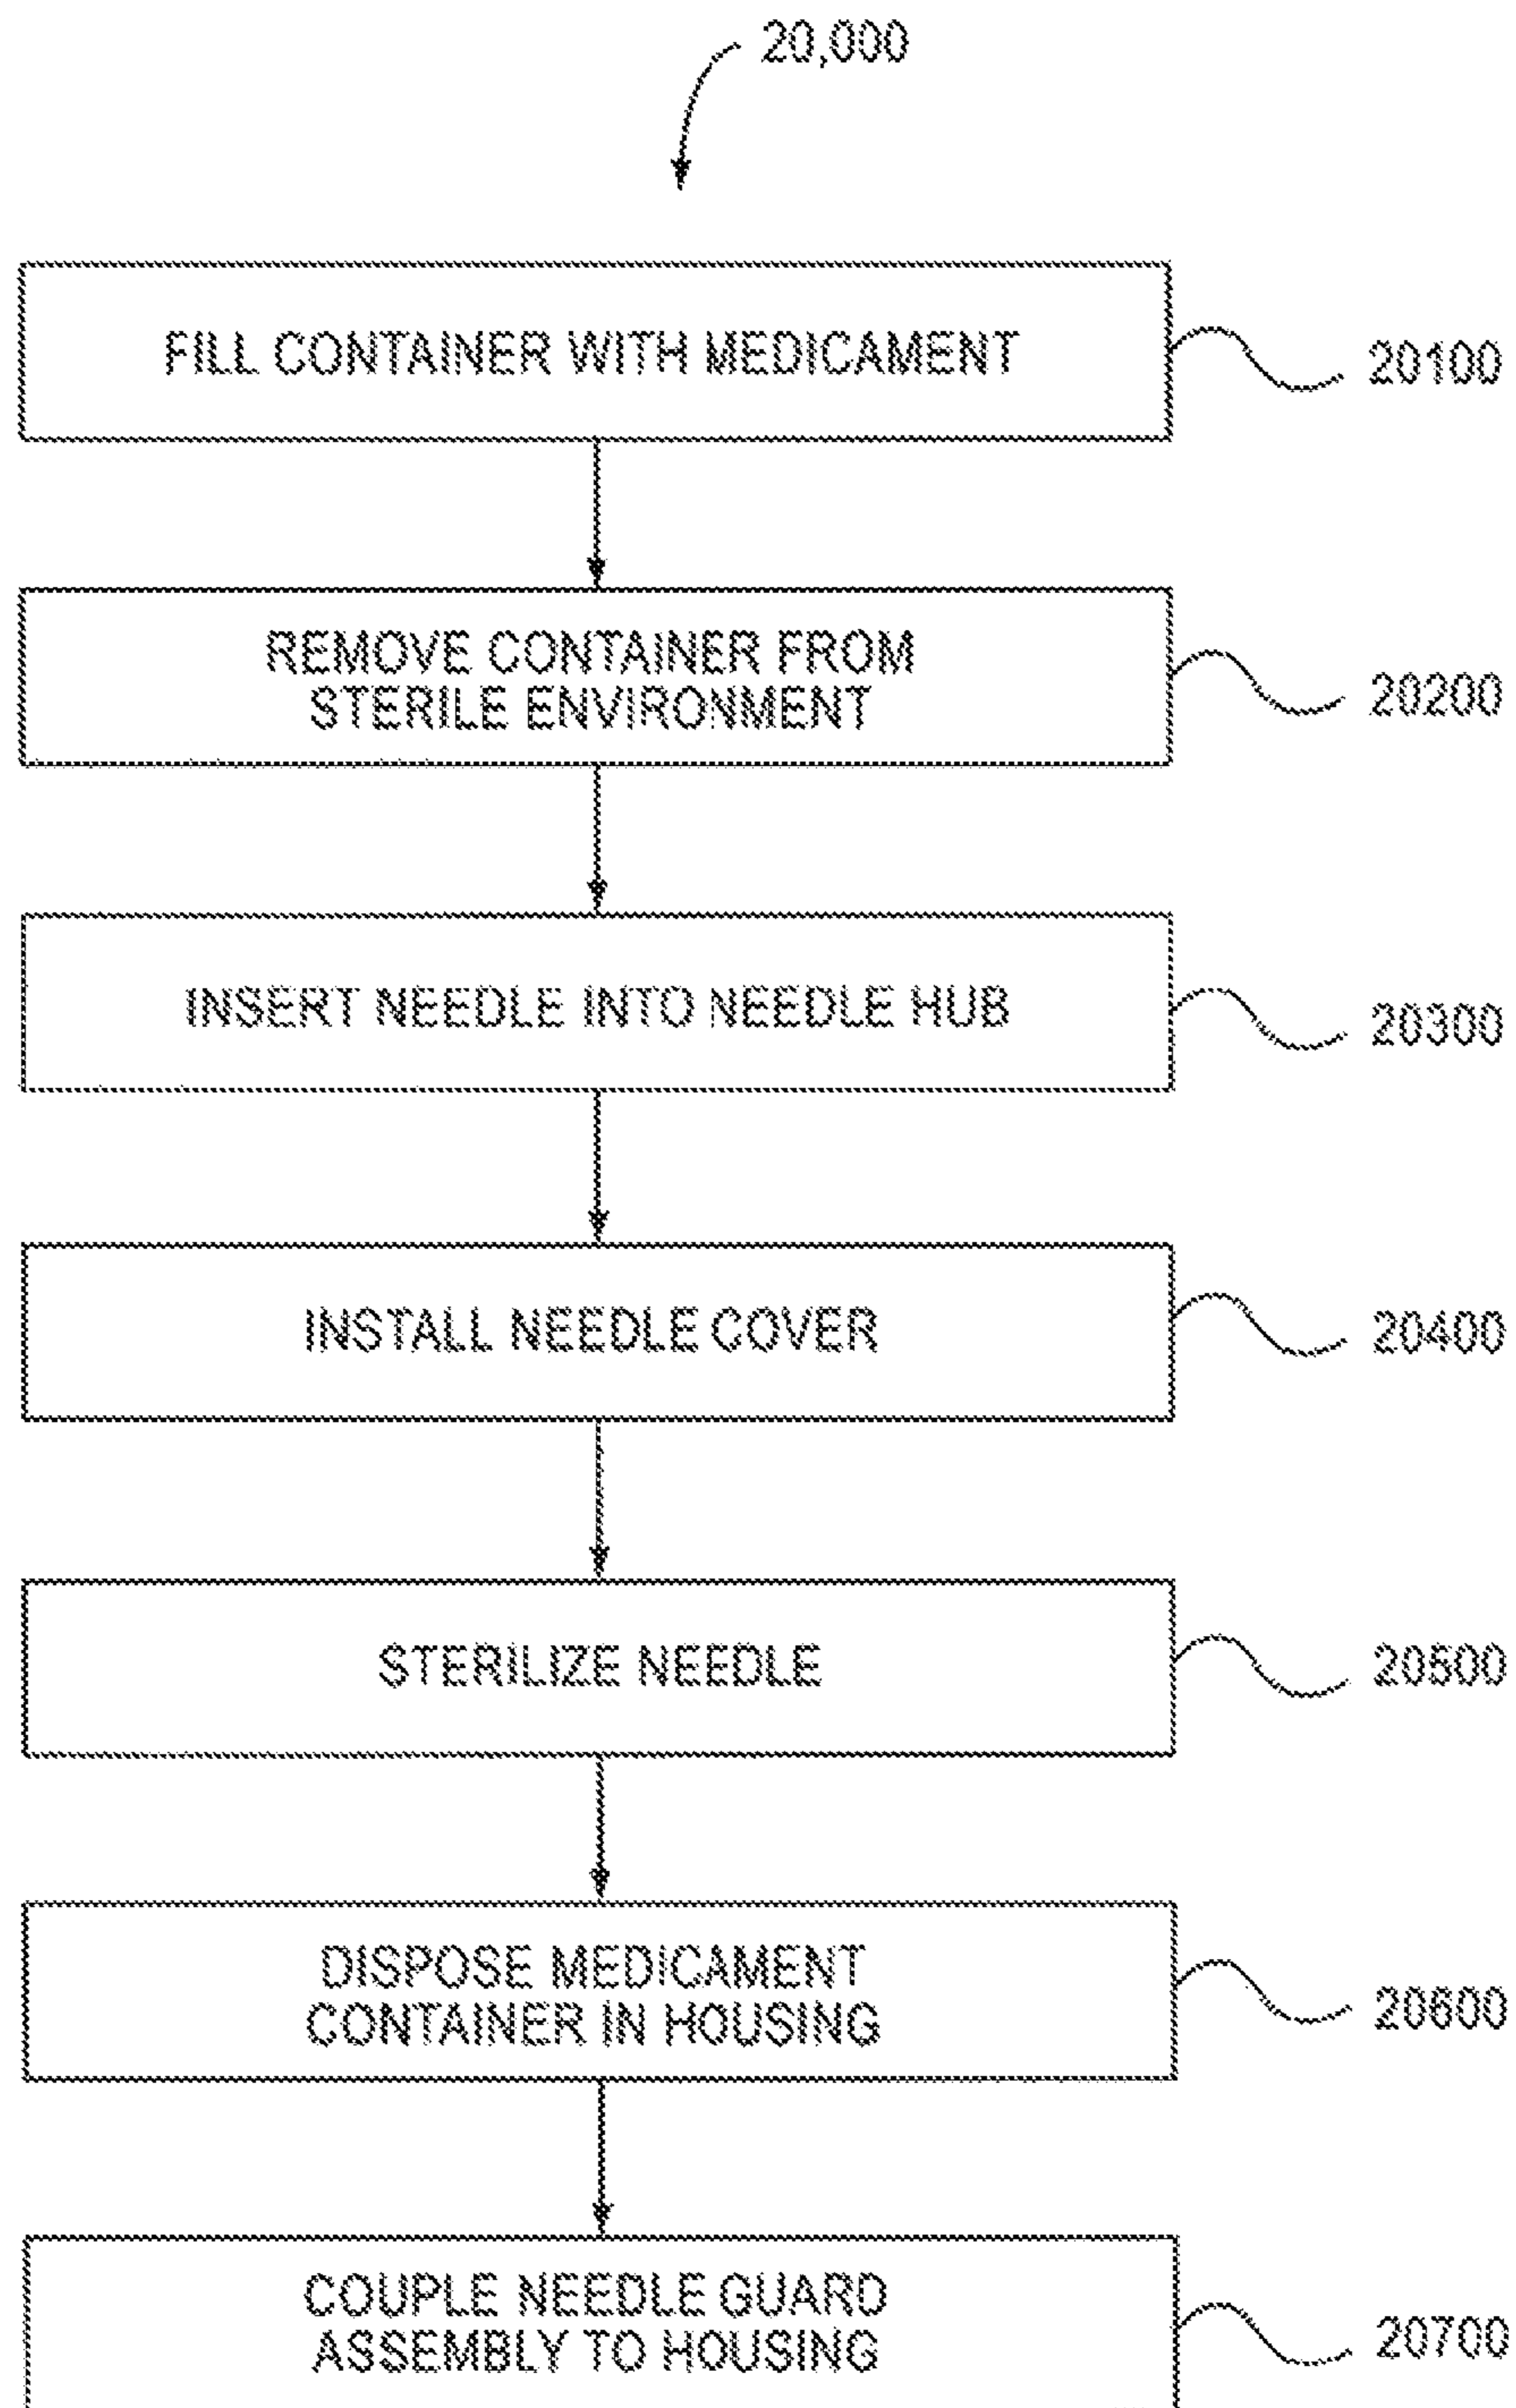 20,000
FILL CONTAINER WITH MEDICAMENT
20100
REMOVE CONTAINER FROM
STERILE ENVIRONMENT
20200
INSERT NEEDLE INTO NEEDLE HUB
20300
INSTALL NEEDLE COVER
20400
STERILIZE NEEDLE
20500
DISPOSE MEDICAMENT
CONTAINER IN HOUSING
20600
COUPLE NEEDLE GUARD
ASSEMBLY TO HOUSING
20700